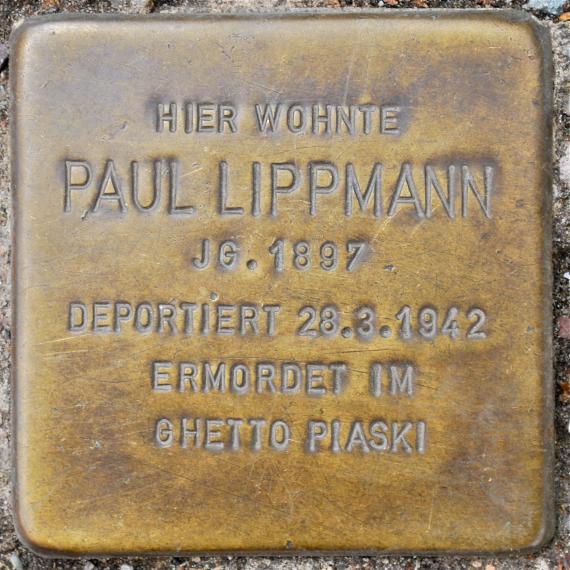 HIER WOHNTE
PAUL LIPPMANN
JG. 1897
DEPORTIERT 28.3.1942
ERMORDET IM
GHETTO PIASKI